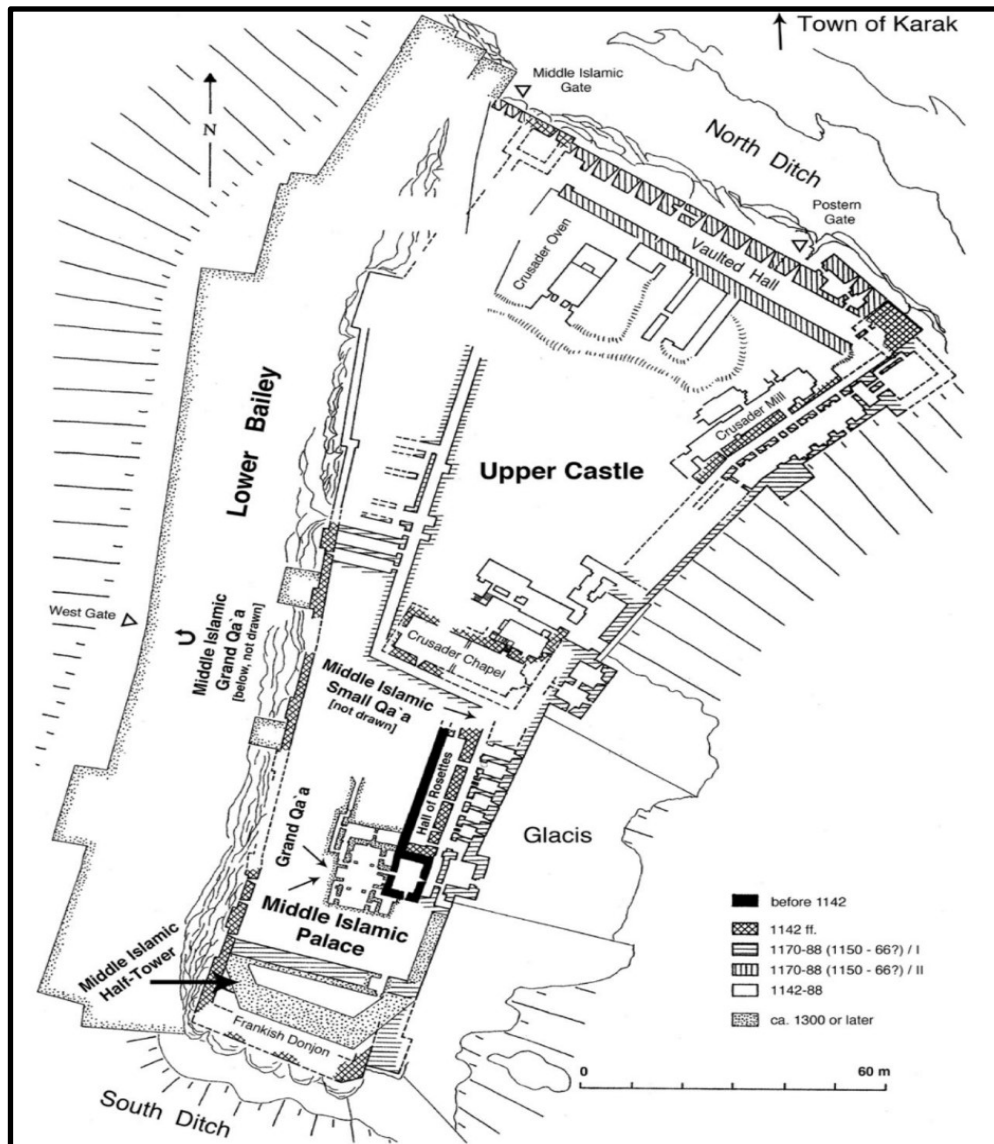 Town of Karak
Middle Islamic
Gate
N
North Ditch
Postern
Gate
Vaulted Hall
Crusader Oven
Crusader Mill
Lower Bailey
Upper Castle
West Gate
Middle Islamic
Grand Qa`a
[below, not drawn]
Crusader Chapel
Middle Islamic
Small Qa`a
[not drawn]
Hall of Rosettes
Grand Qa`a
Glacis
Middle Islamic
Palace
Middle Islamic
Half-Tower
Frankish Donjon
South Ditch
before 1142
1142 ff.
1170-88 (1150 - 66?) / I
1170-88 (1150 - 66?) / II
1142-88
ca. 1300 or later
0
60 m